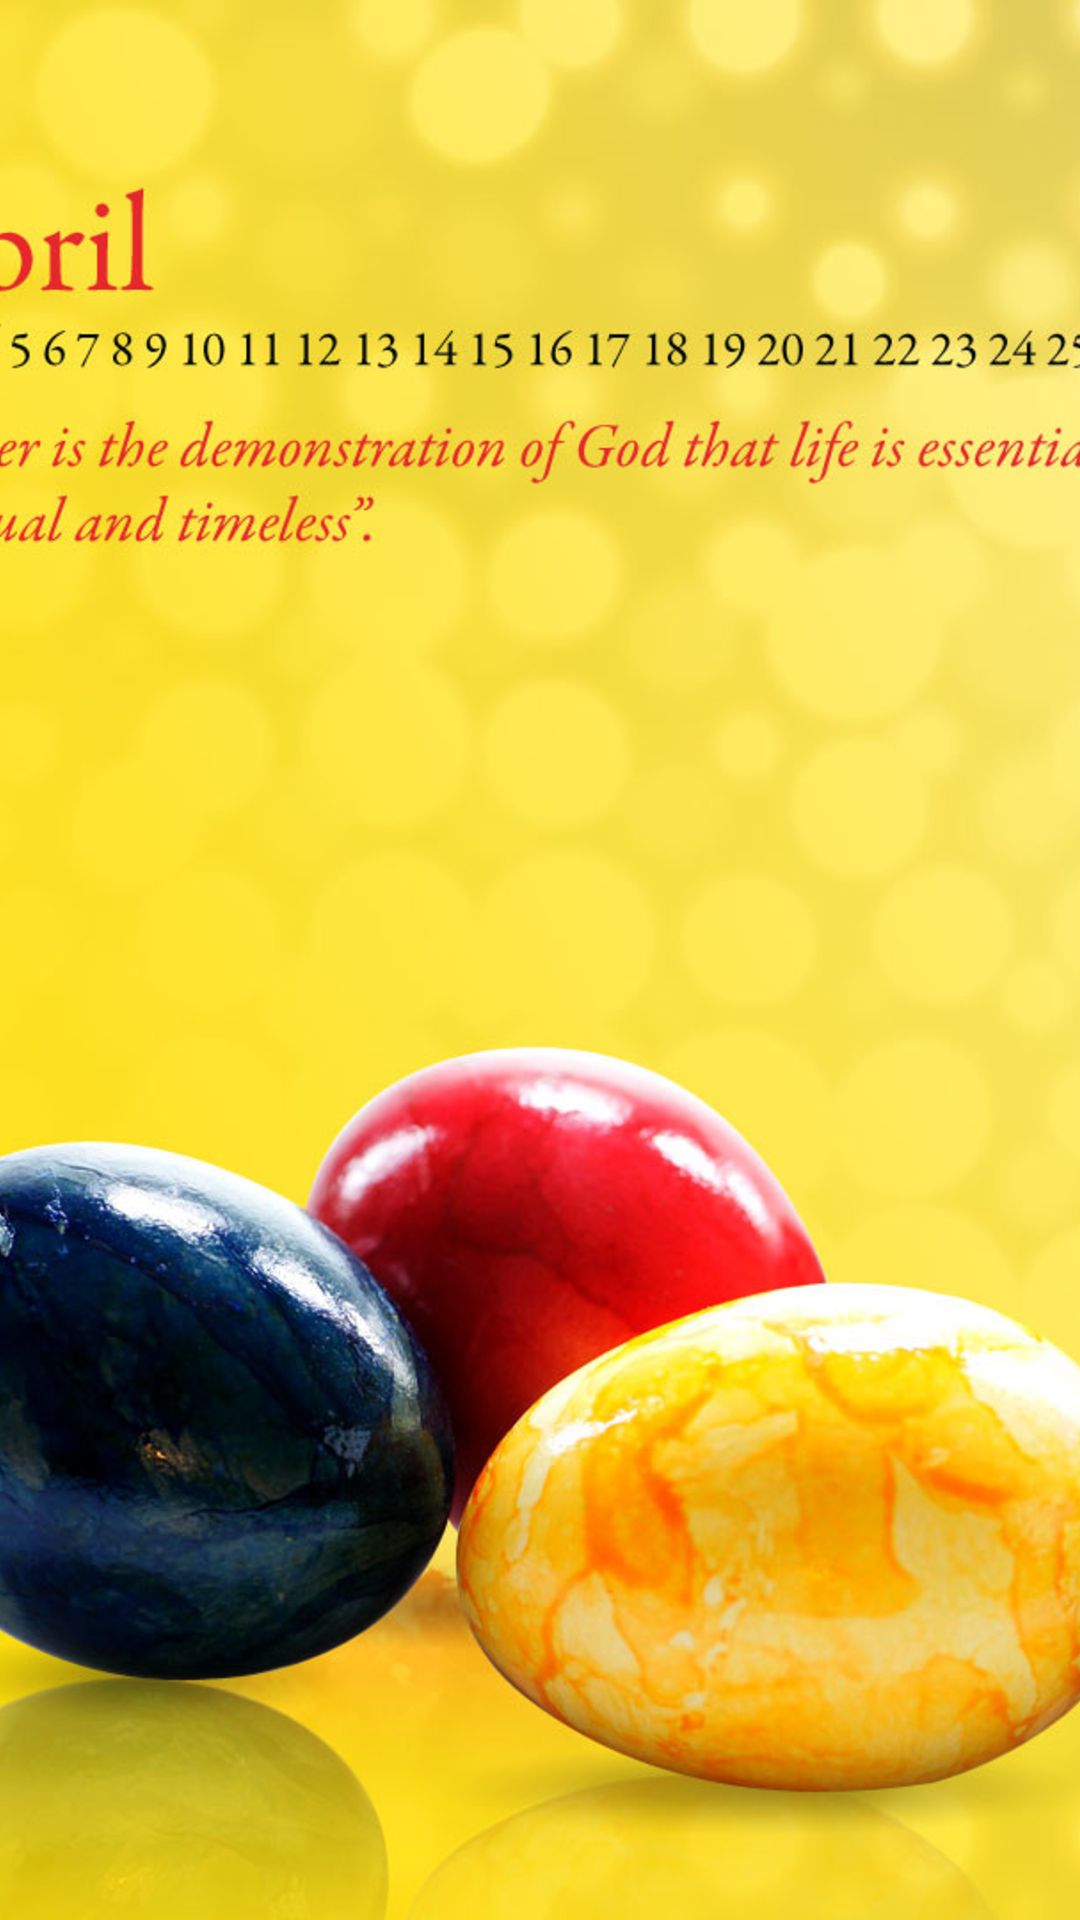 pril
5 6 7 8 9 10 11 12 13 14 15 16 17 18 19 20 21 22 23 24 25
er is the demonstration of God that life is essentia
ual and timeless”.